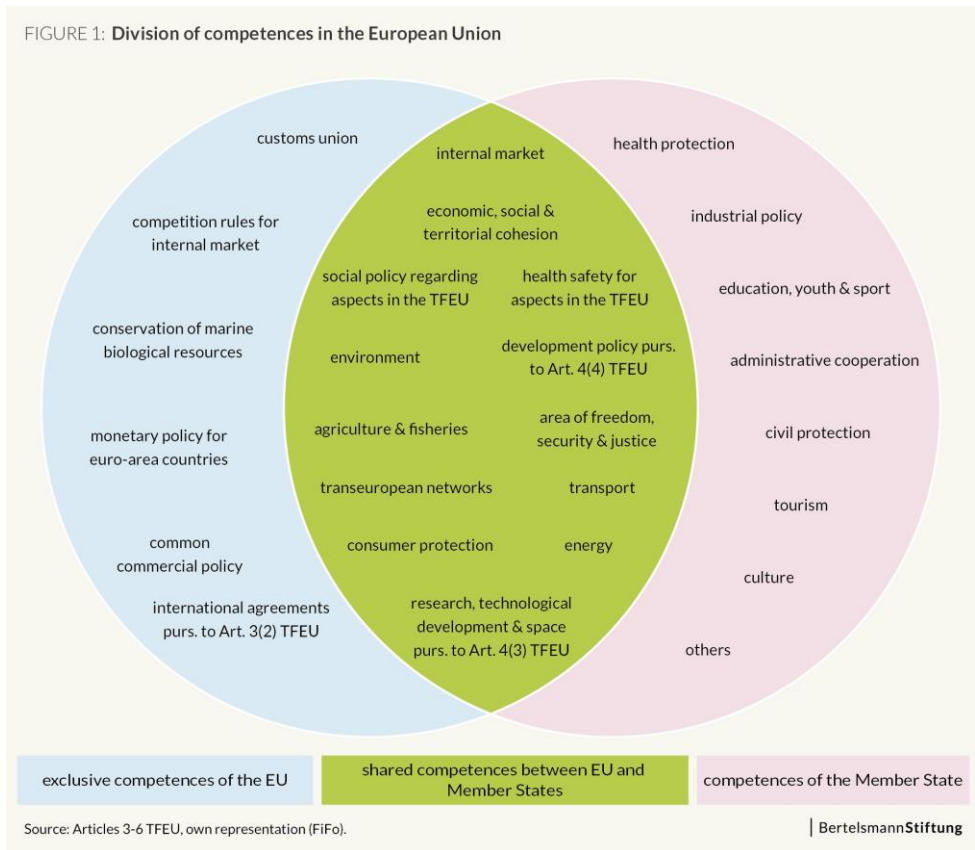 FIGURE 1: Division of competences in the European Union
customs union
competition rules for
internal market
conservation of marine
biological resources
monetary policy for
euro-area countries
common
commercial policy
international agreements
purs. to Art. 3(2) TFEU
internal market
economic, social &
territorial cohesion
social policy regarding
aspects in the TFEU
health safety for
aspects in the TFEU
environment
development policy purs.
to Art. 4(4) TFEU
agriculture & fisheries
area of freedom,
security & justice
transeuropean networks
transport
consumer protection
energy
research, technological
development & space
purs. to Art. 4(3) TFEU
health protection
industrial policy
education, youth & sport
administrative cooperation
civil protection
tourism
culture
others
exclusive competences of the EU
shared competences between EU and
Member States
competences of the Member State
Source: Articles 3-6 TFEU, own representation (FiFo).
BertelsmannStiftung